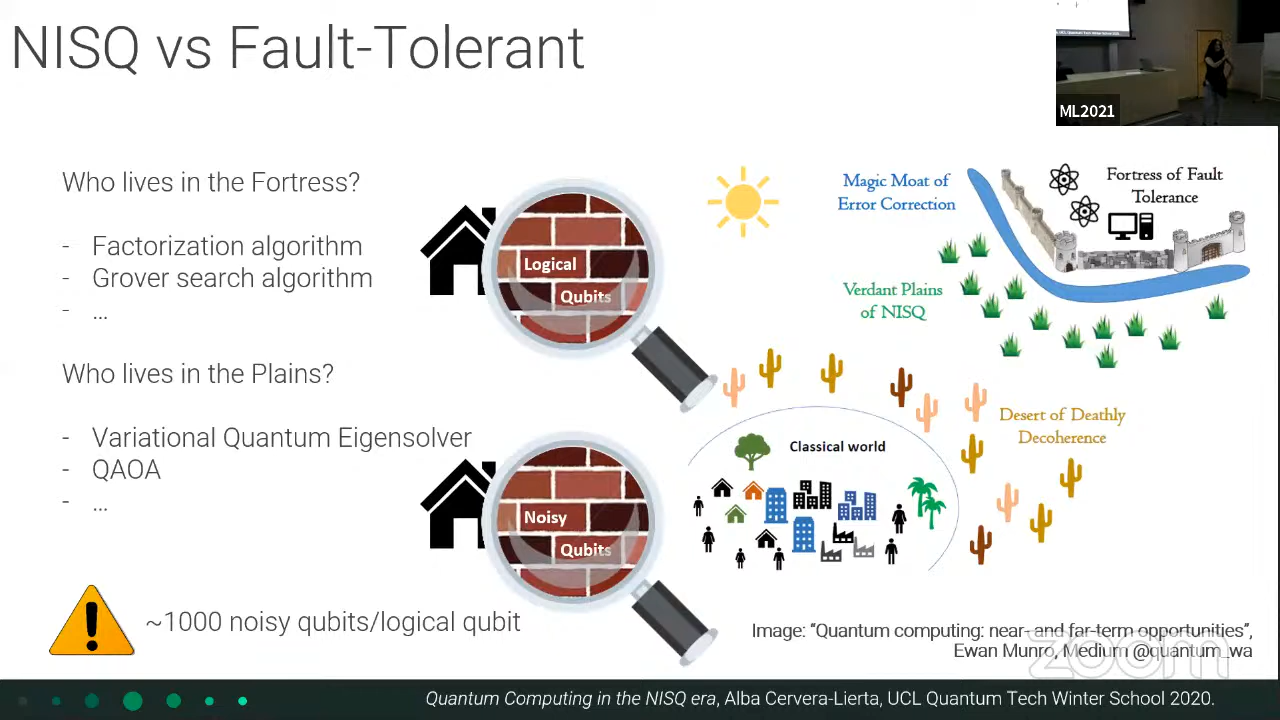 NISQ vs Fault-Tolerant
ML2021
Who lives in the Fortress?
- Factorization algorithm
- Grover search algorithm
- ...
Who lives in the Plains?
- Variational Quantum Eigensolver
- QAOA
- ...
~1000 noisy qubits/logical qubit
Logical
Qubits
Noisy
Qubits
Magic Moat of
Error Correction
Fortress of Fault
Tolerance
Verdant Plains
of NISQ
Desert of Deathly
Decoherence
Classical world
Image: “Quantum computing: near- and far-term opportunities”,
Ewan Munro, Medium @quantum_wa
zoom
Quantum Computing in the NISQ era, Alba Cervera-Lierta, UCL Quantum Tech Winter School 2020.